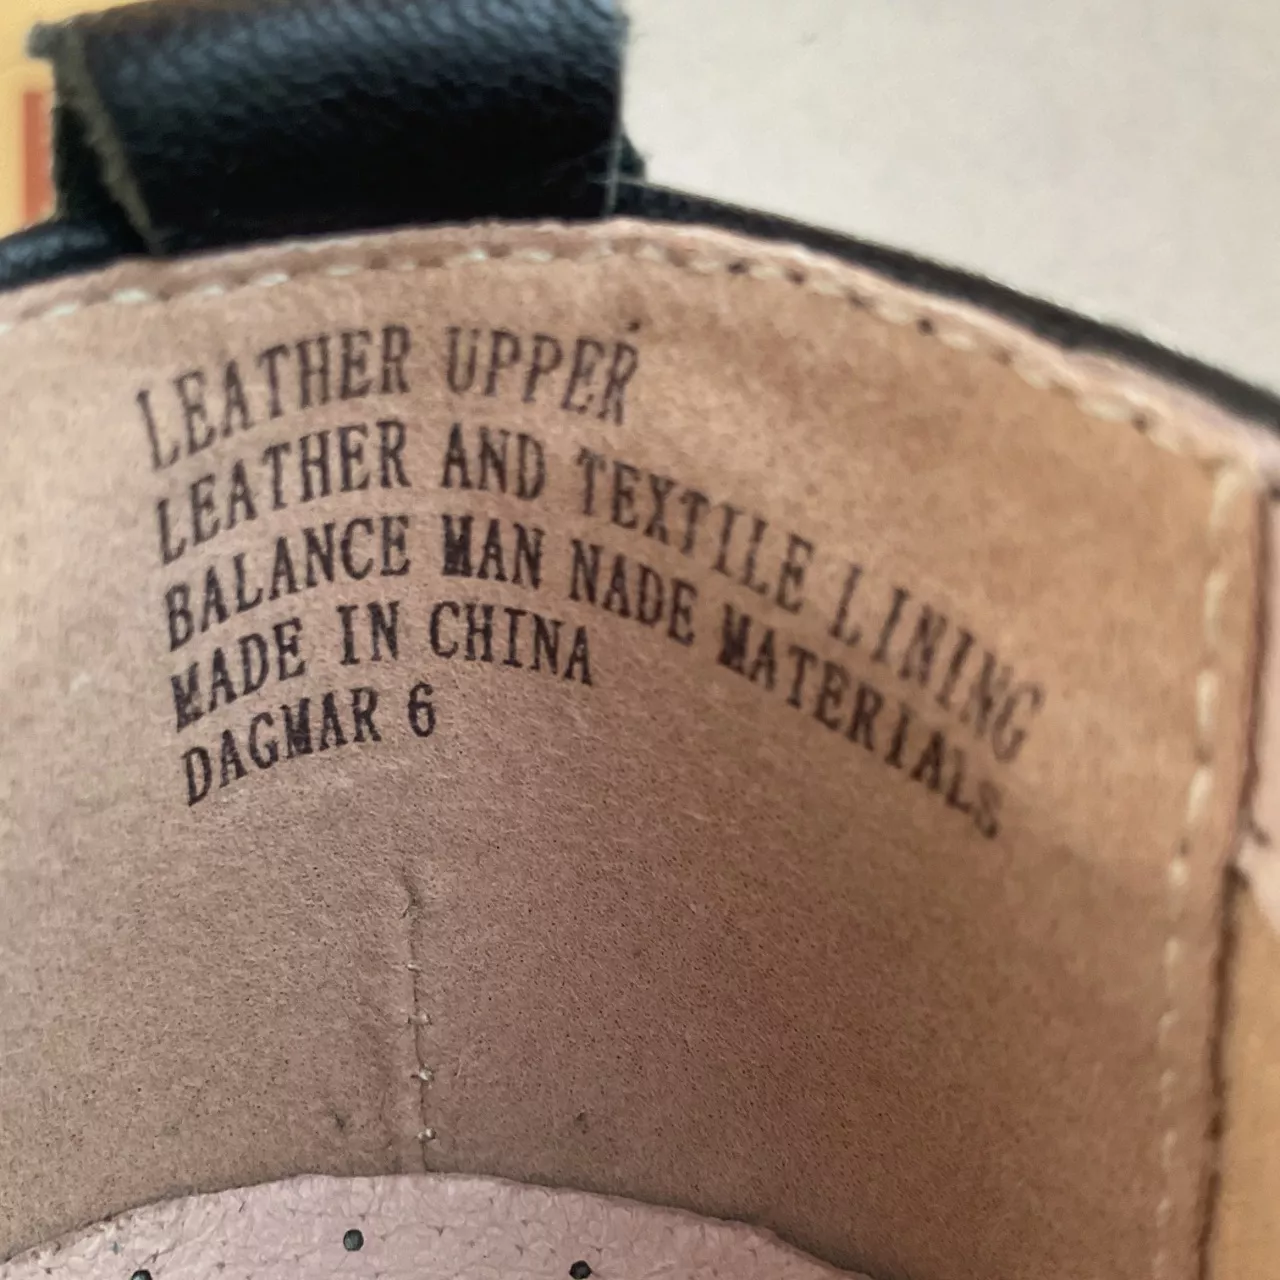 LEATHER UPPER
LEATHER AND TEXTILE LINING
BALANCE MAN NADE MATERIALS
MADE IN CHINA
DAGMAR 6